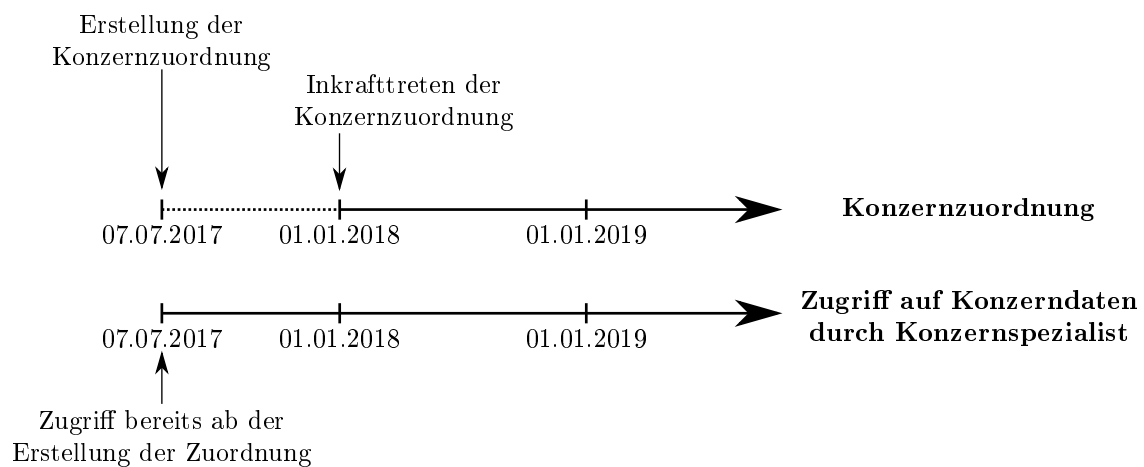 Erstellung der
Konzernzuordnung
Inkrafttreten der
Konzernzuordnung
Konzernzuordnung
07.07.2017
01.01.2018
01.01.2019
Zugriff auf Konzerndaten
durch Konzernspezialist
07.07.2017
01.01.2018
01.01.2019
Zugriff bereits ab der
Erstellung der Zuordnung